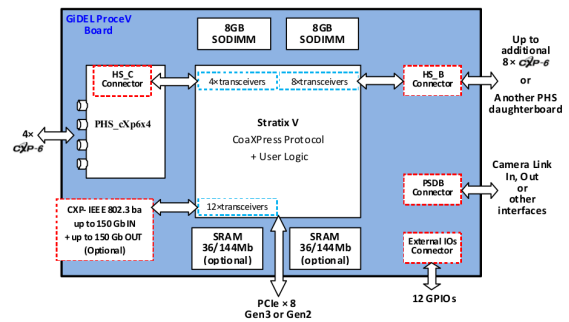 GiDEL ProceV
Board
8GB
SODIMM
8GB
SODIMM
HS_C
Connector
4×transceivers
8×transceivers
HS_B
Connector
Up to
additional
8× CXP-6
or
Another PHS
daughterboard
PHS_cXp6x4
Stratix V
CoaXPress Protocol
+ User Logic
4×
CXP-6
PSDB
Connector
Camera Link
In, Out
or
other
interfaces
CXP- IEEE 802.3 ba
up to 150 Gb IN
+ up to 150 Gb OUT
(Optional)
12×transceivers
SRAM
36/144Mb
(optional)
SRAM
36/144Mb
(optional)
External IOs
Connector
PCIe × 8
Gen3 or Gen2
12 GPIOs